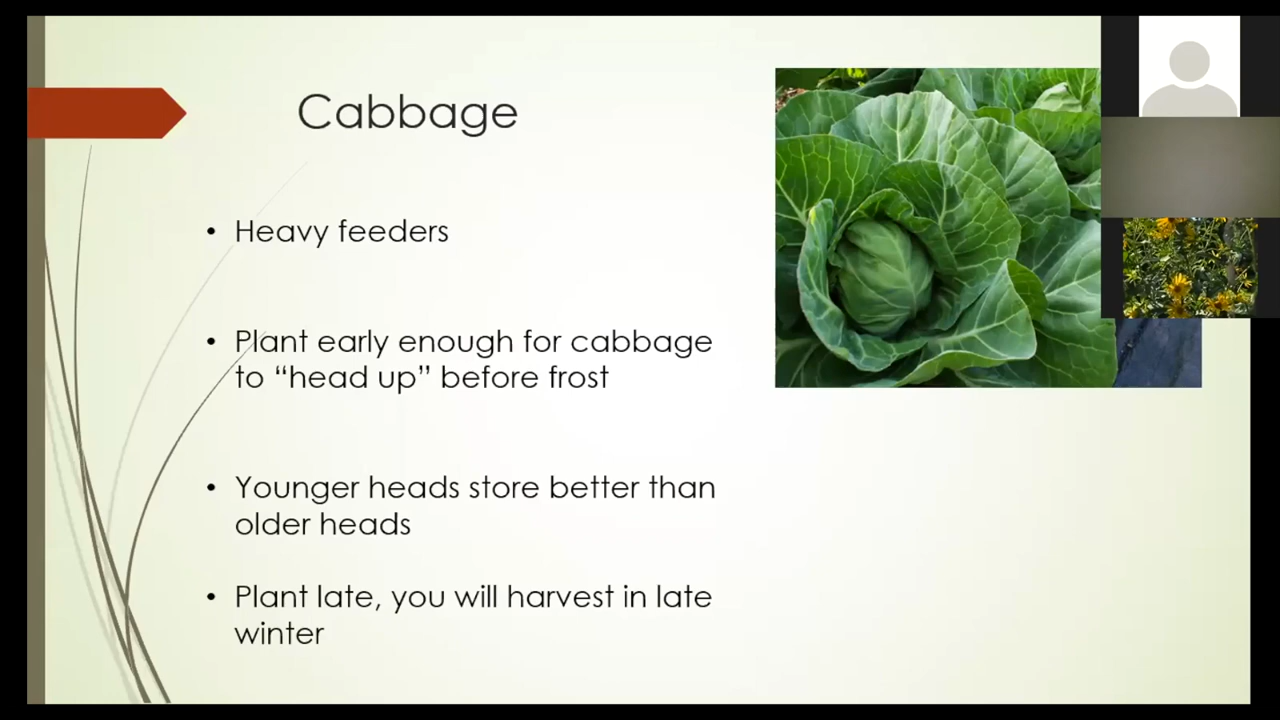 Cabbage
• Heavy feeders
• Plant early enough for cabbage
to “head up” before frost
• Younger heads store better than
older heads
• Plant late, you will harvest in late
winter